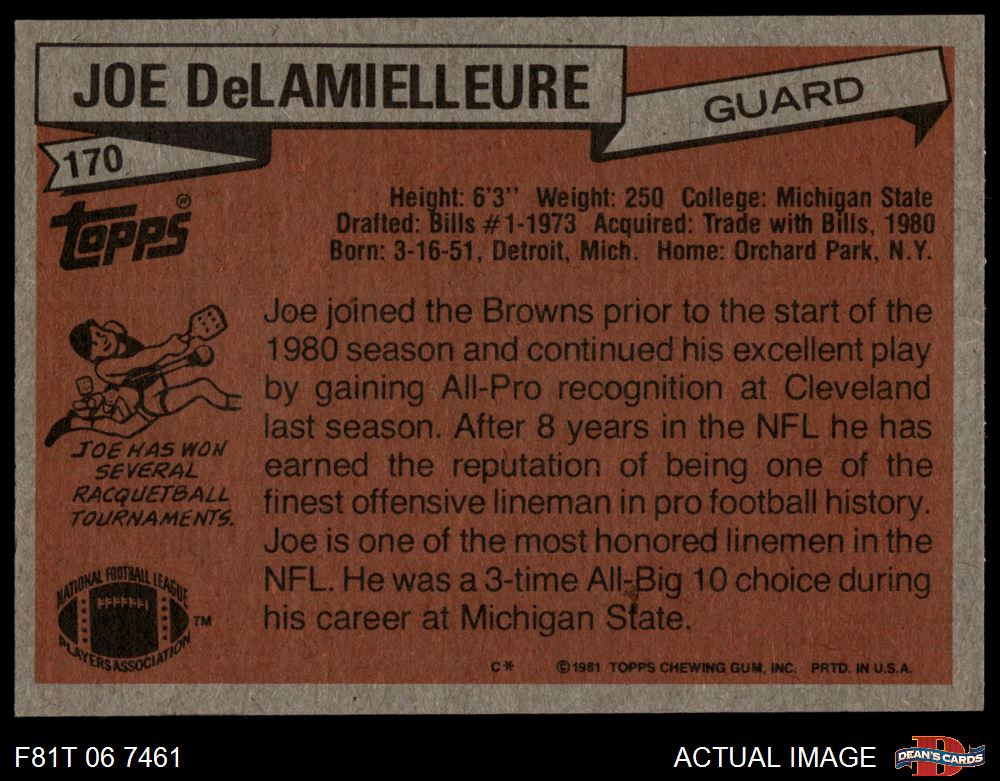 JOE DeLAMIELLEURE
GUARD
170
TOPPS®
Height: 6'3" Weight: 250 College: Michigan State
Drafted: Bills #1-1973 Acquired: Trade with Bills, 1980
Born: 3-16-51, Detroit, Mich. Home: Orchard Park, N.Y.
Joe joined the Browns prior to the start of the
1980 season and continued his excellent play
by gaining All-Pro recognition at Cleveland
last season. After 8 years in the NFL he has
earned the reputation of being one of the
finest offensive lineman in pro football history.
Joe is one of the most honored linemen in the
NFL. He was a 3-time All-Big 10 choice during
his career at Michigan State.
JOE HAS WON
SEVERAL
RACQUETBALL
TOURNAMENTS.
NATIONAL FOOTBALL LEAGUE
PLAYERS ASSOCIATION
TM
C* ©1981 TOPPS CHEWING GUM, INC. PRTD. IN U.S.A.
F81T 06 7461
ACTUAL IMAGE
D
DEAN'S CARDS